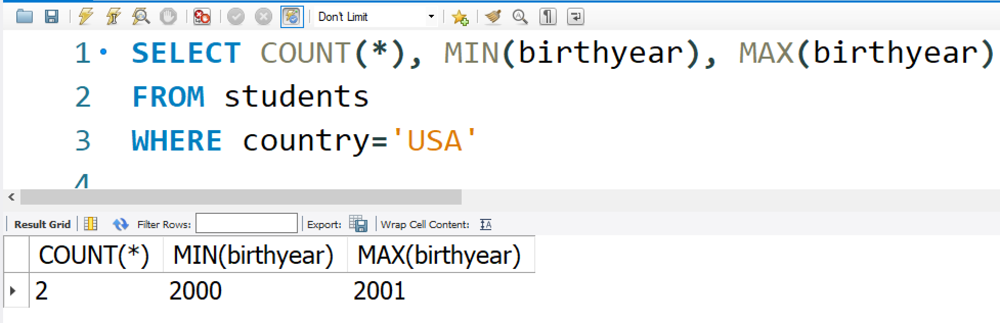 Don't Limit
1 SELECT COUNT(*), MIN(birthyear), MAX(birthyear)
2 FROM students
3 WHERE country='USA'
4
Result Grid Filter Rows: Export: Wrap Cell Content:
COUNT(*) MIN(birthyear) MAX(birthyear)
2 2000 2001